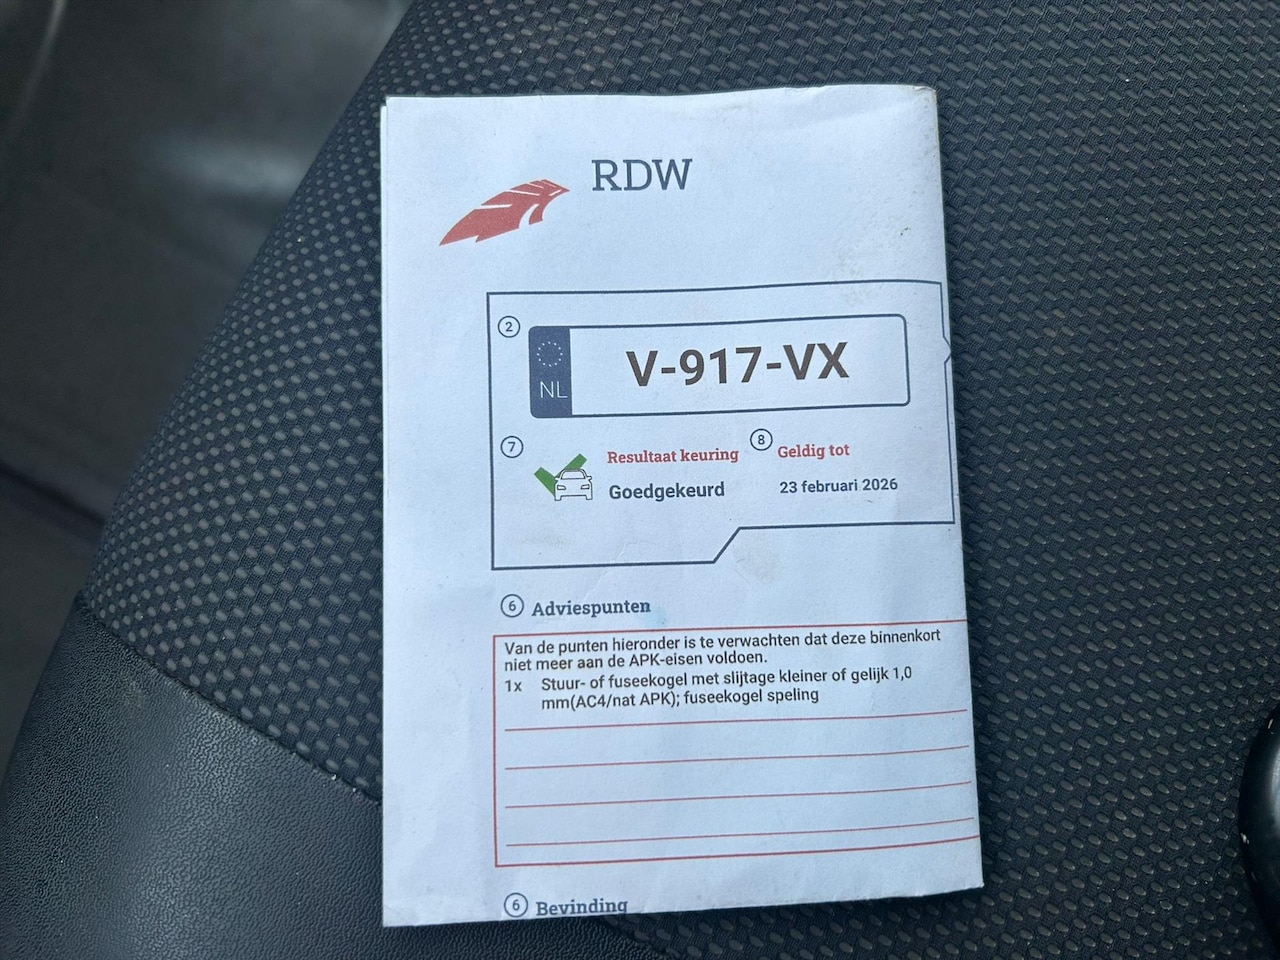 RDW
2
NL
V-917-VX
7
Resultaat keuring
8
Geldig tot
Goedgekeurd
23 februari 2026
6 Adviespunten
Van de punten hieronder is te verwachten dat deze binnenkort
niet meer aan de APK-eisen voldoen.
1x Stuur- of fuseekogel met slijtage kleiner of gelijk 1,0
mm(AC4/nat APK); fuseekogel speling
6 Bevinding